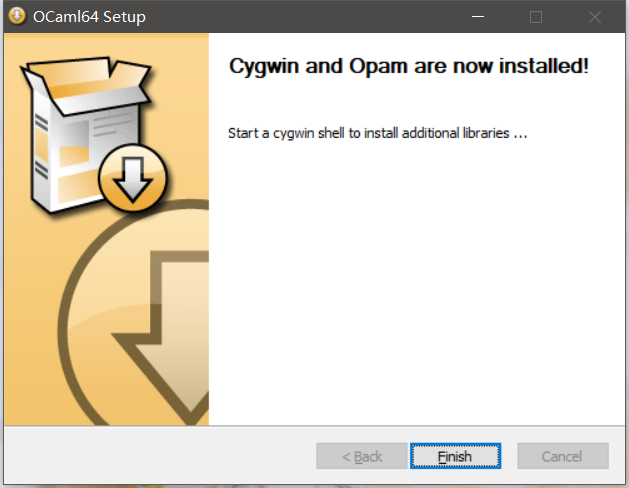 OCaml64 Setup
Cygwin and Opam are now installed!
Start a cygwin shell to install additional libraries ...
< Back
Finish
Cancel